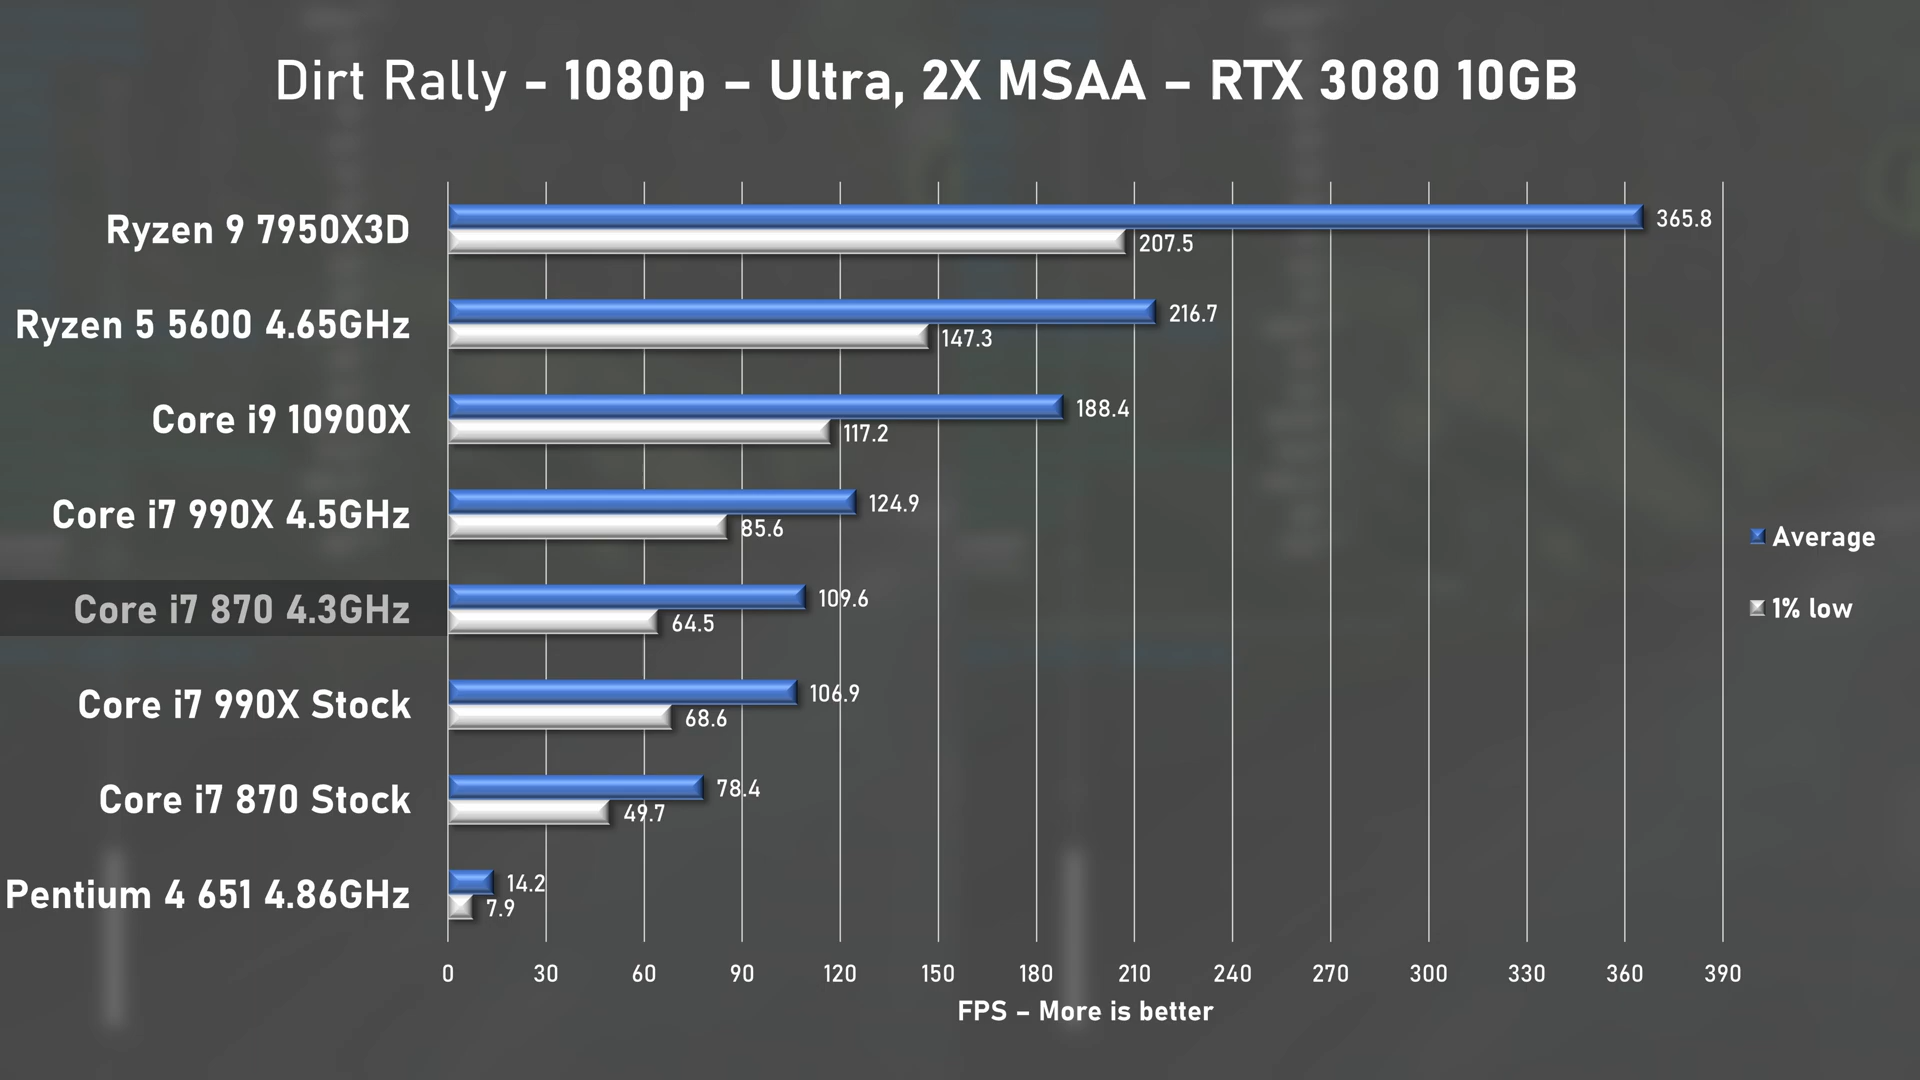 Dirt Rally - 1080p – Ultra, 2X MSAA – RTX 3080 10GB
Ryzen 9 7950X3D
365.8
207.5
Ryzen 5 5600 4.65GHz
216.7
147.3
Core i9 10900X
188.4
117.2
Core i7 990X 4.5GHz
124.9
85.6
Core i7 870 4.3GHz
109.6
64.5
Core i7 990X Stock
106.9
68.6
Core i7 870 Stock
78.4
49.7
Pentium 4 651 4.86GHz
14.2
7.9
0 30 60 90 120 150 180 210 240 270 300 330 360 390
FPS – More is better
Average
1% low